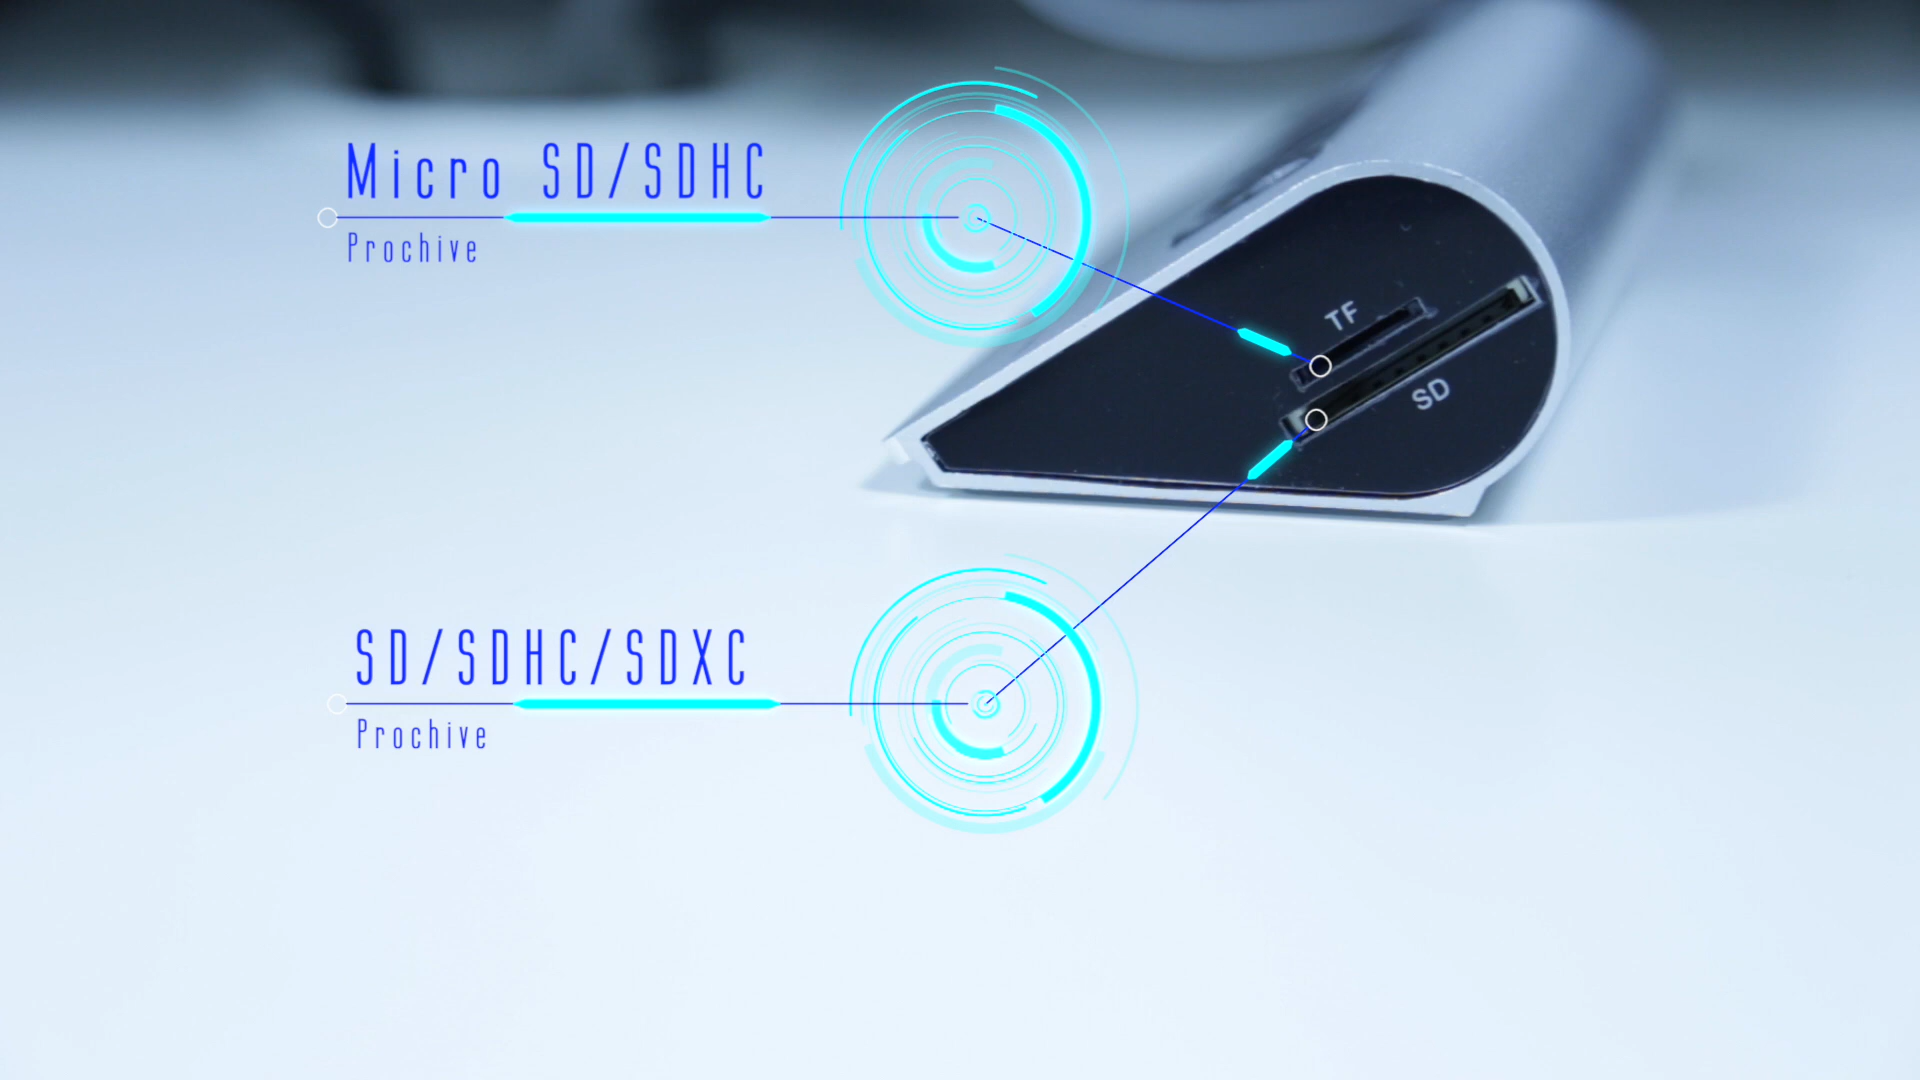 Micro SD/SDHC
Prochive
TF
SD
SD/SDHC/SDXC
Prochive